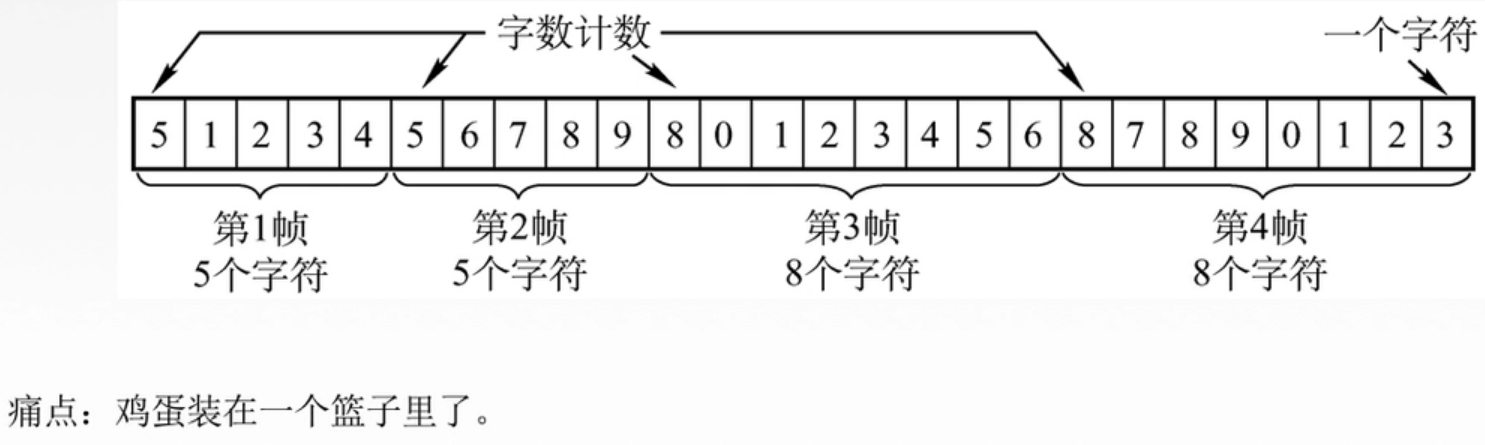 字数计数 一个字符
5 1 2 3 4 5 6 7 8 9 8 0 1 2 3 4 5 6 8 7 8 9 0 1 2 3
第1帧 第2帧 第3帧 第4帧
5个字符 5个字符 8个字符 8个字符
痛点：鸡蛋装在一个篮子里了。